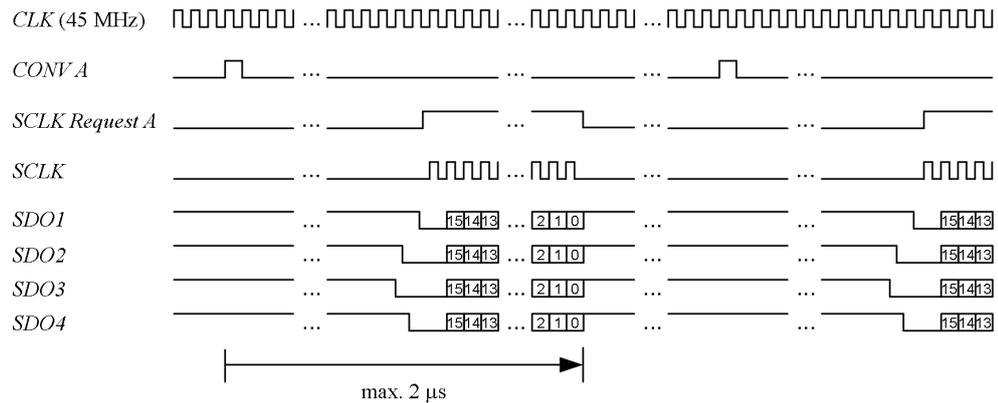 CLK (45 MHz) ... ... ...
CONV A ... ... ... ...
SCLK Request A ... ... ... ...
SCLK ... ... ... ...
SDO1 ... 15 14 13 ... 2 1 0 ... ... 15 14 13
SDO2 ... 15 14 13 ... 2 1 0 ... ... 15 14 13
SDO3 ... 15 14 13 ... 2 1 0 ... ... 15 14 13
SDO4 ... 15 14 13 ... 2 1 0 ... ... 15 14 13
max. 2 μs